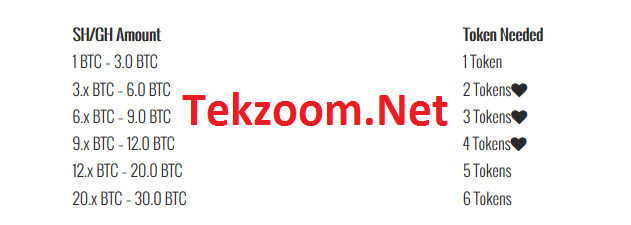 SH/GH Amount Token Needed
1 BTC - 3.0 BTC 1 Token
3.x BTC - 6.0 BTC 2 Tokens♥
6.x BTC - 9.0 BTC 3 Tokens♥
9.x BTC - 12.0 BTC 4 Tokens♥
12.x BTC - 20.0 BTC 5 Tokens
20.x BTC - 30.0 BTC 6 Tokens
Tekzoom.Net